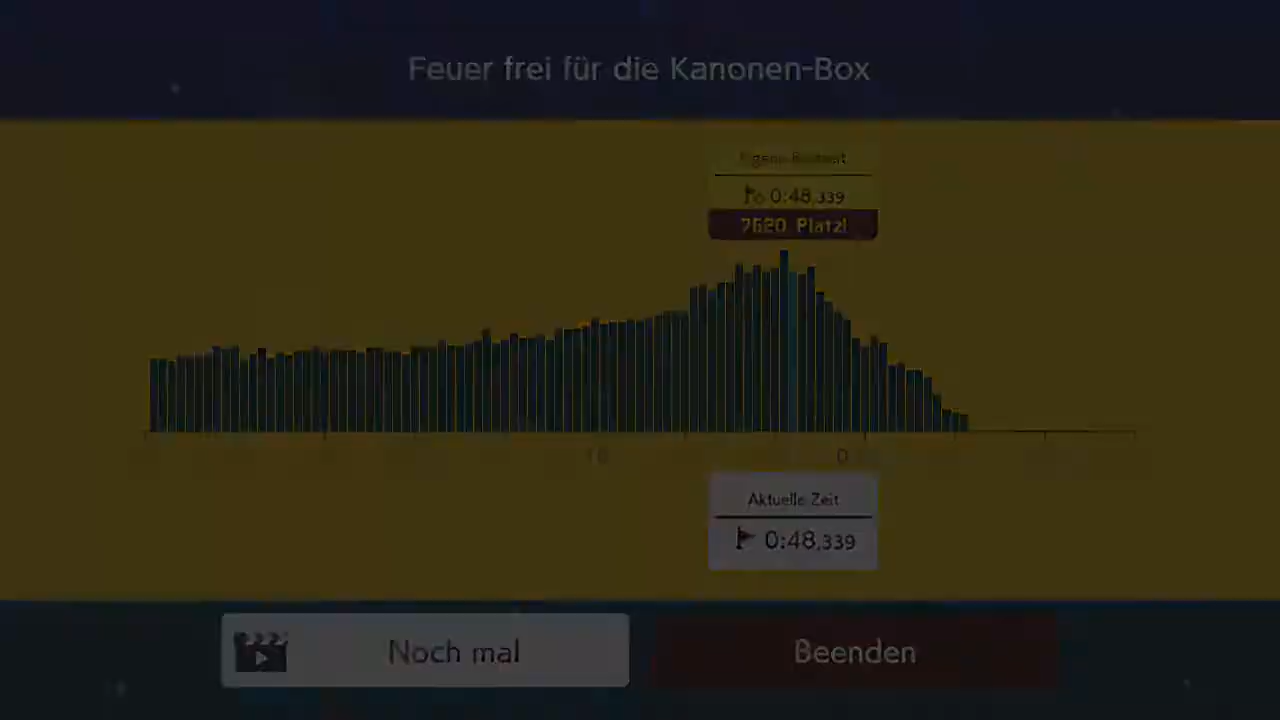 Feuer frei für die Kanonen-Box
0:48,339
7620. Platz!
Aktuelle Zeit
0:48,339
Noch mal
Beenden